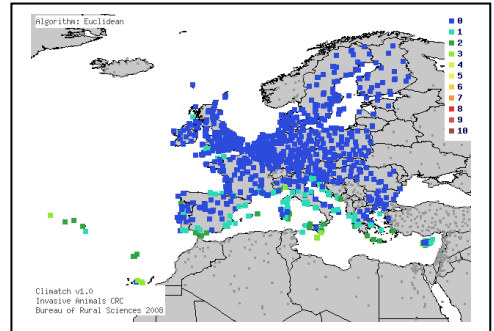 Algorithm: Euclidean
0
1
2
3
4
5
6
7
8
9
10
Climatch v1.0
Invasive Animals CRC
Bureau of Rural Sciences 2008